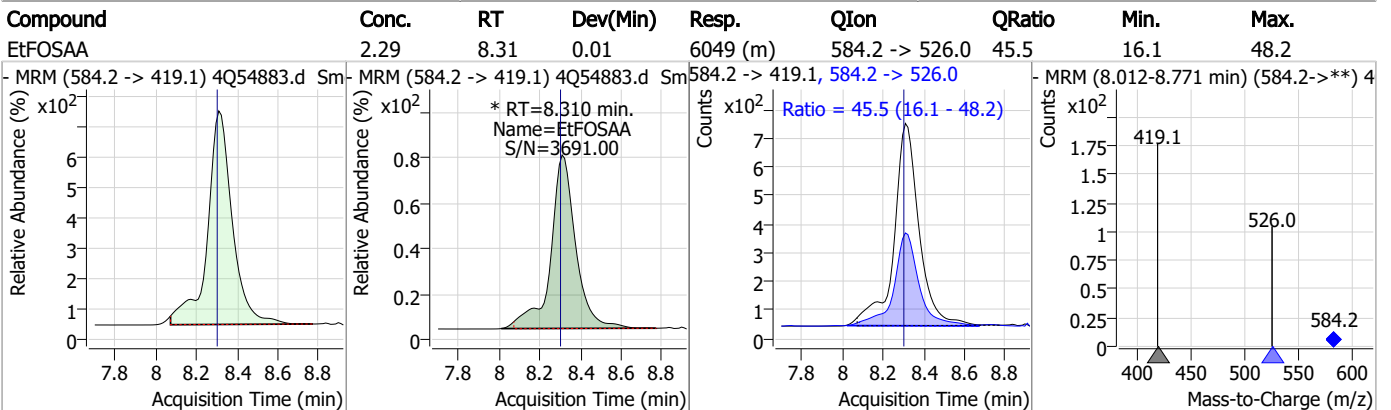 Compound Conc. RT Dev(Min) Resp. QIon QRatio Min. Max.
EtFOSAA 2.29 8.31 0.01 6049 (m) 584.2 -> 526.0 45.5 16.1 48.2
- MRM (584.2 -> 419.1) 4Q54883.d Sm
Relative Abundance (%)
x10²
7
6
5
4
3
2
1
0
7.8 8 8.2 8.4 8.6 8.8
Acquisition Time (min)
- MRM (584.2 -> 419.1) 4Q54883.d Sm
Relative Abundance (%)
x10²
* RT=8.310 min.
Name=EtFOSAA
S/N=3691.00
0.8
0.6
0.4
0.2
0
7.8 8 8.2 8.4 8.6 8.8
Acquisition Time (min)
584.2 -> 419.1, 584.2 -> 526.0
Counts
x10²
Ratio = 45.5 (16.1 - 48.2)
7
6
5
4
3
2
1
0
7.8 8 8.2 8.4 8.6 8.8
Acquisition Time (min)
- MRM (8.012-8.771 min) (584.2->**) 4
Counts
x10²
419.1
1.75
1.5
1.25
526.0
1
0.75
0.5
0.25
584.2
0
400 450 500 550 600
Mass-to-Charge (m/z)